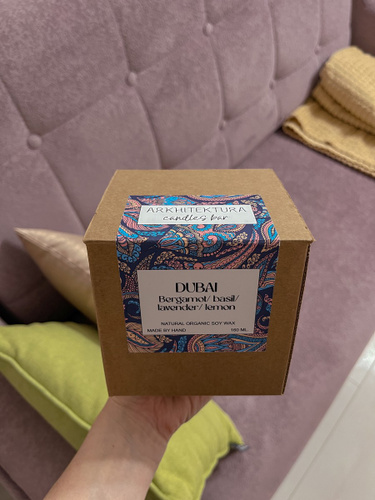 ARKHITEKTURA
candles bar
DUBAI
Bergamot/ basil/
lavender/ lemon
NATURAL ORGANIC SOY WAX
MADE BY HAND 180 ML